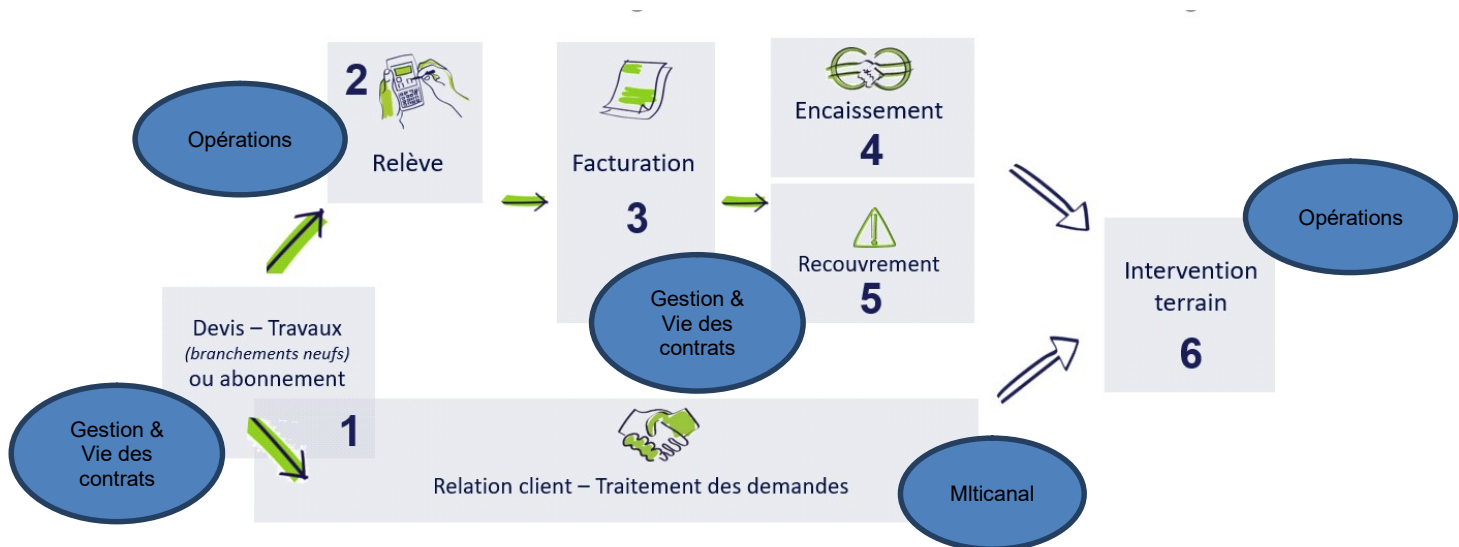 2
Opérations
Relève
Facturation
3
Encaissement
4
Recouvrement
5
Gestion &
Vie des
contrats
Opérations
Intervention
terrain
6
Devis – Travaux
(branchements neufs)
ou abonnement
1
Gestion &
Vie des
contrats
Relation client – Traitement des demandes
Mlticanal